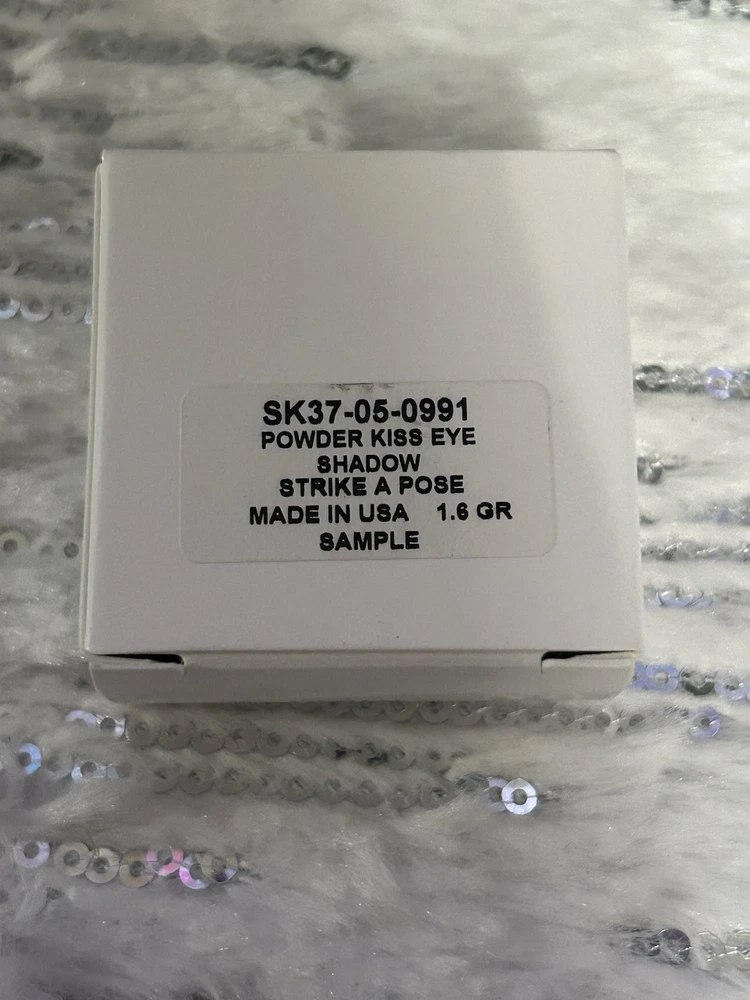 SK37-05-0991
POWDER KISS EYE
SHADOW
STRIKE A POSE
MADE IN USA 1.6 GR
SAMPLE